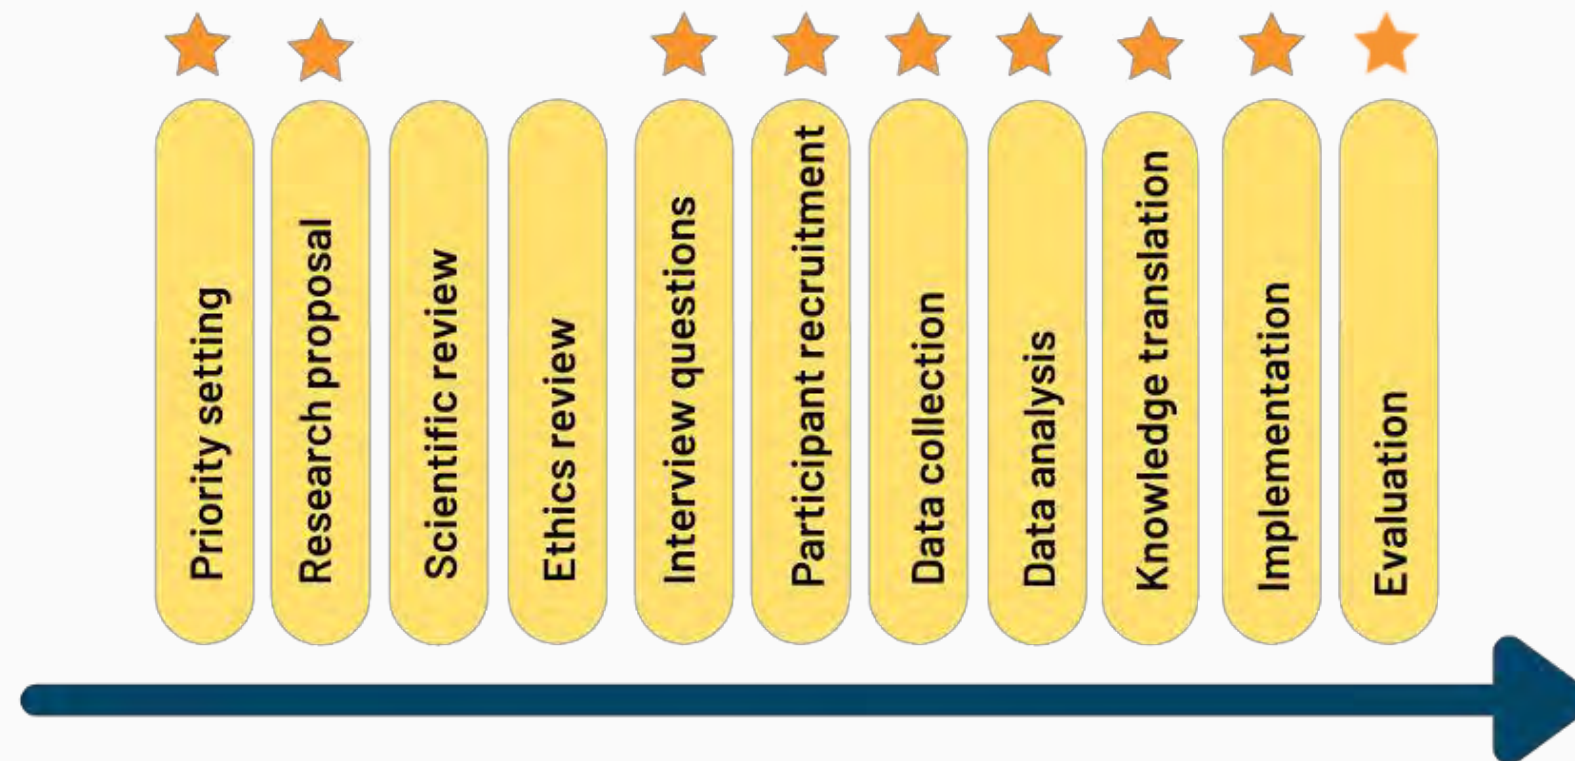 Priority setting
Research proposal
Scientific review
Ethics review
Interview questions
Participant recruitment
Data collection
Data analysis
Knowledge translation
Implementation
Evaluation